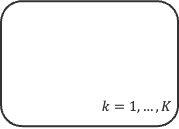 k = 1, ..., K